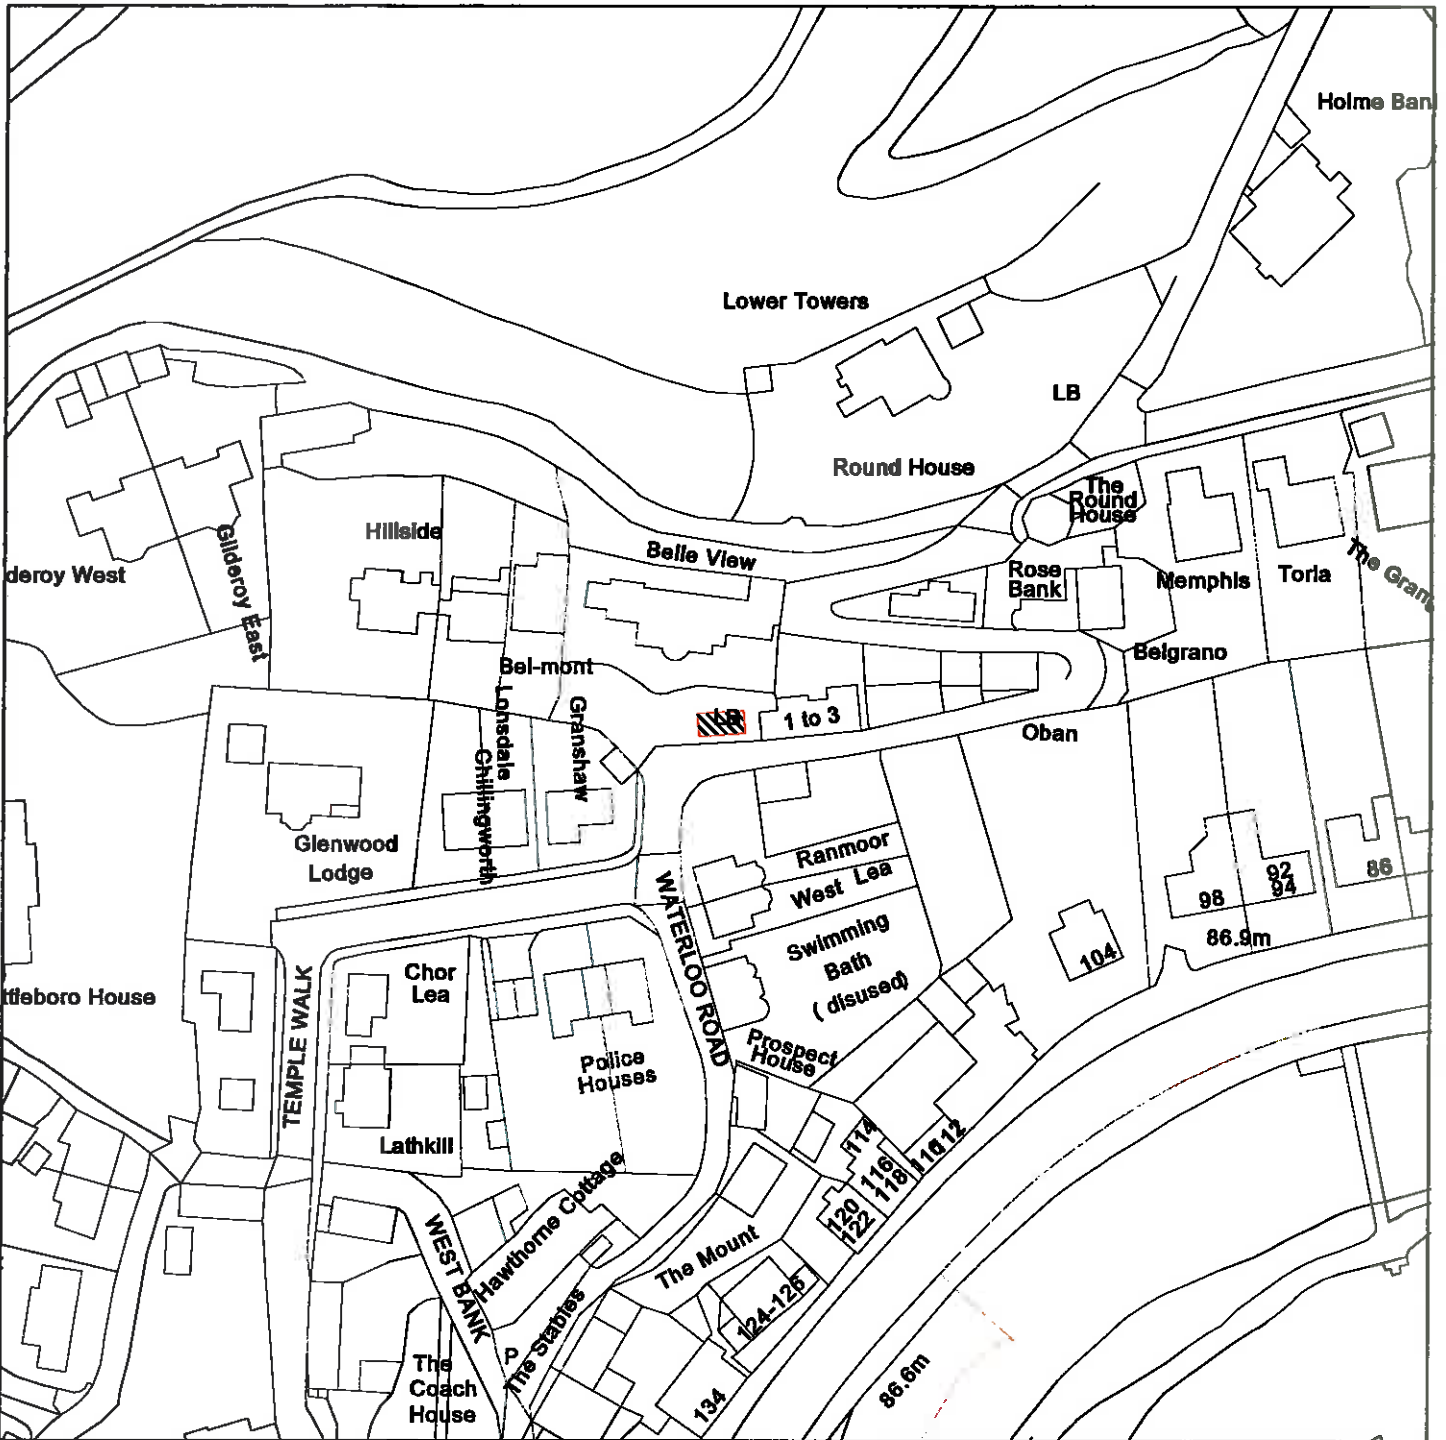 Holme Ban
Lower Towers
LB
Round House
The
Round
House
Hillside
Gilderoy East
deroy West
Belle View
Rose
Bank
Memphis
Torla
The Gran
Belgrano
Bel-mont
Lonsdale
Granshaw
Chillingworth
LB
1 to 3
Oban
Glenwood
Lodge
Ranmoor
West Lea
WATERLOO ROAD
98
92
94
86
86.9m
Swimming
Bath
( disused)
104
Chor
Lea
ttleboro House
TEMPLE WALK
Prospect
House
Police
Houses
Lathkill
114
112
110
116
118
120
122
Hawthorne Cottage
WEST BANK
The Mount
124-126
The Stables
P
The
Coach
House
134
86.6m